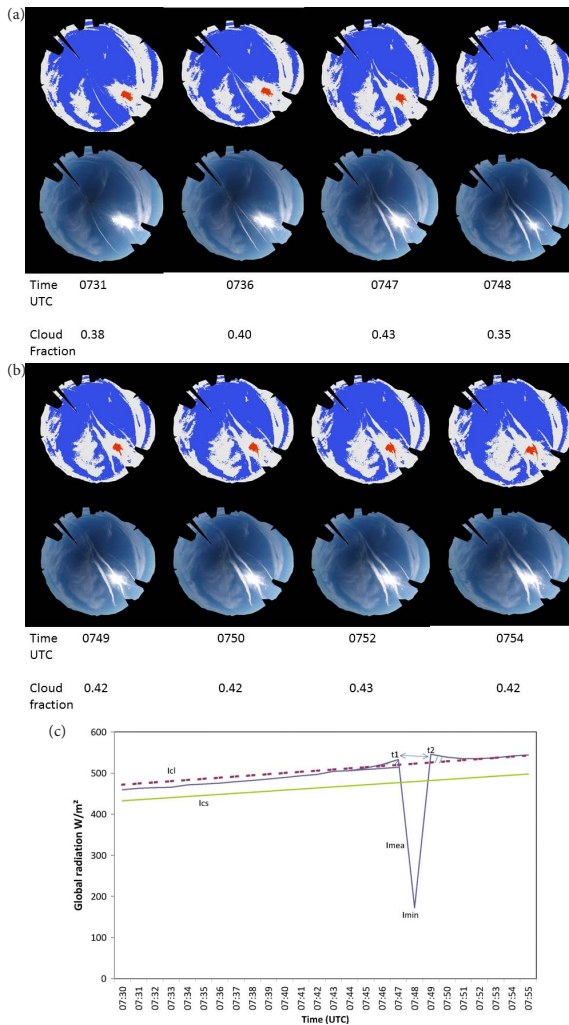 (a)
Time UTC 0731 0736 0747 0748
Cloud Fraction 0.38 0.40 0.43 0.35
(b)
Time UTC 0749 0750 0752 0754
Cloud fraction 0.42 0.42 0.43 0.42
(c)
600
500
400
300
200
100
0
Global radiation W/m²
Icl
Ics
t1
t2
Imea
Imin
07:30 07:31 07:32 07:33 07:34 07:35 07:36 07:37 07:38 07:39 07:40 07:41 07:42 07:43 07:44 07:45 07:46 07:47 07:48 07:49 07:50 07:51 07:52 07:53 07:54 07:55
Time (UTC)